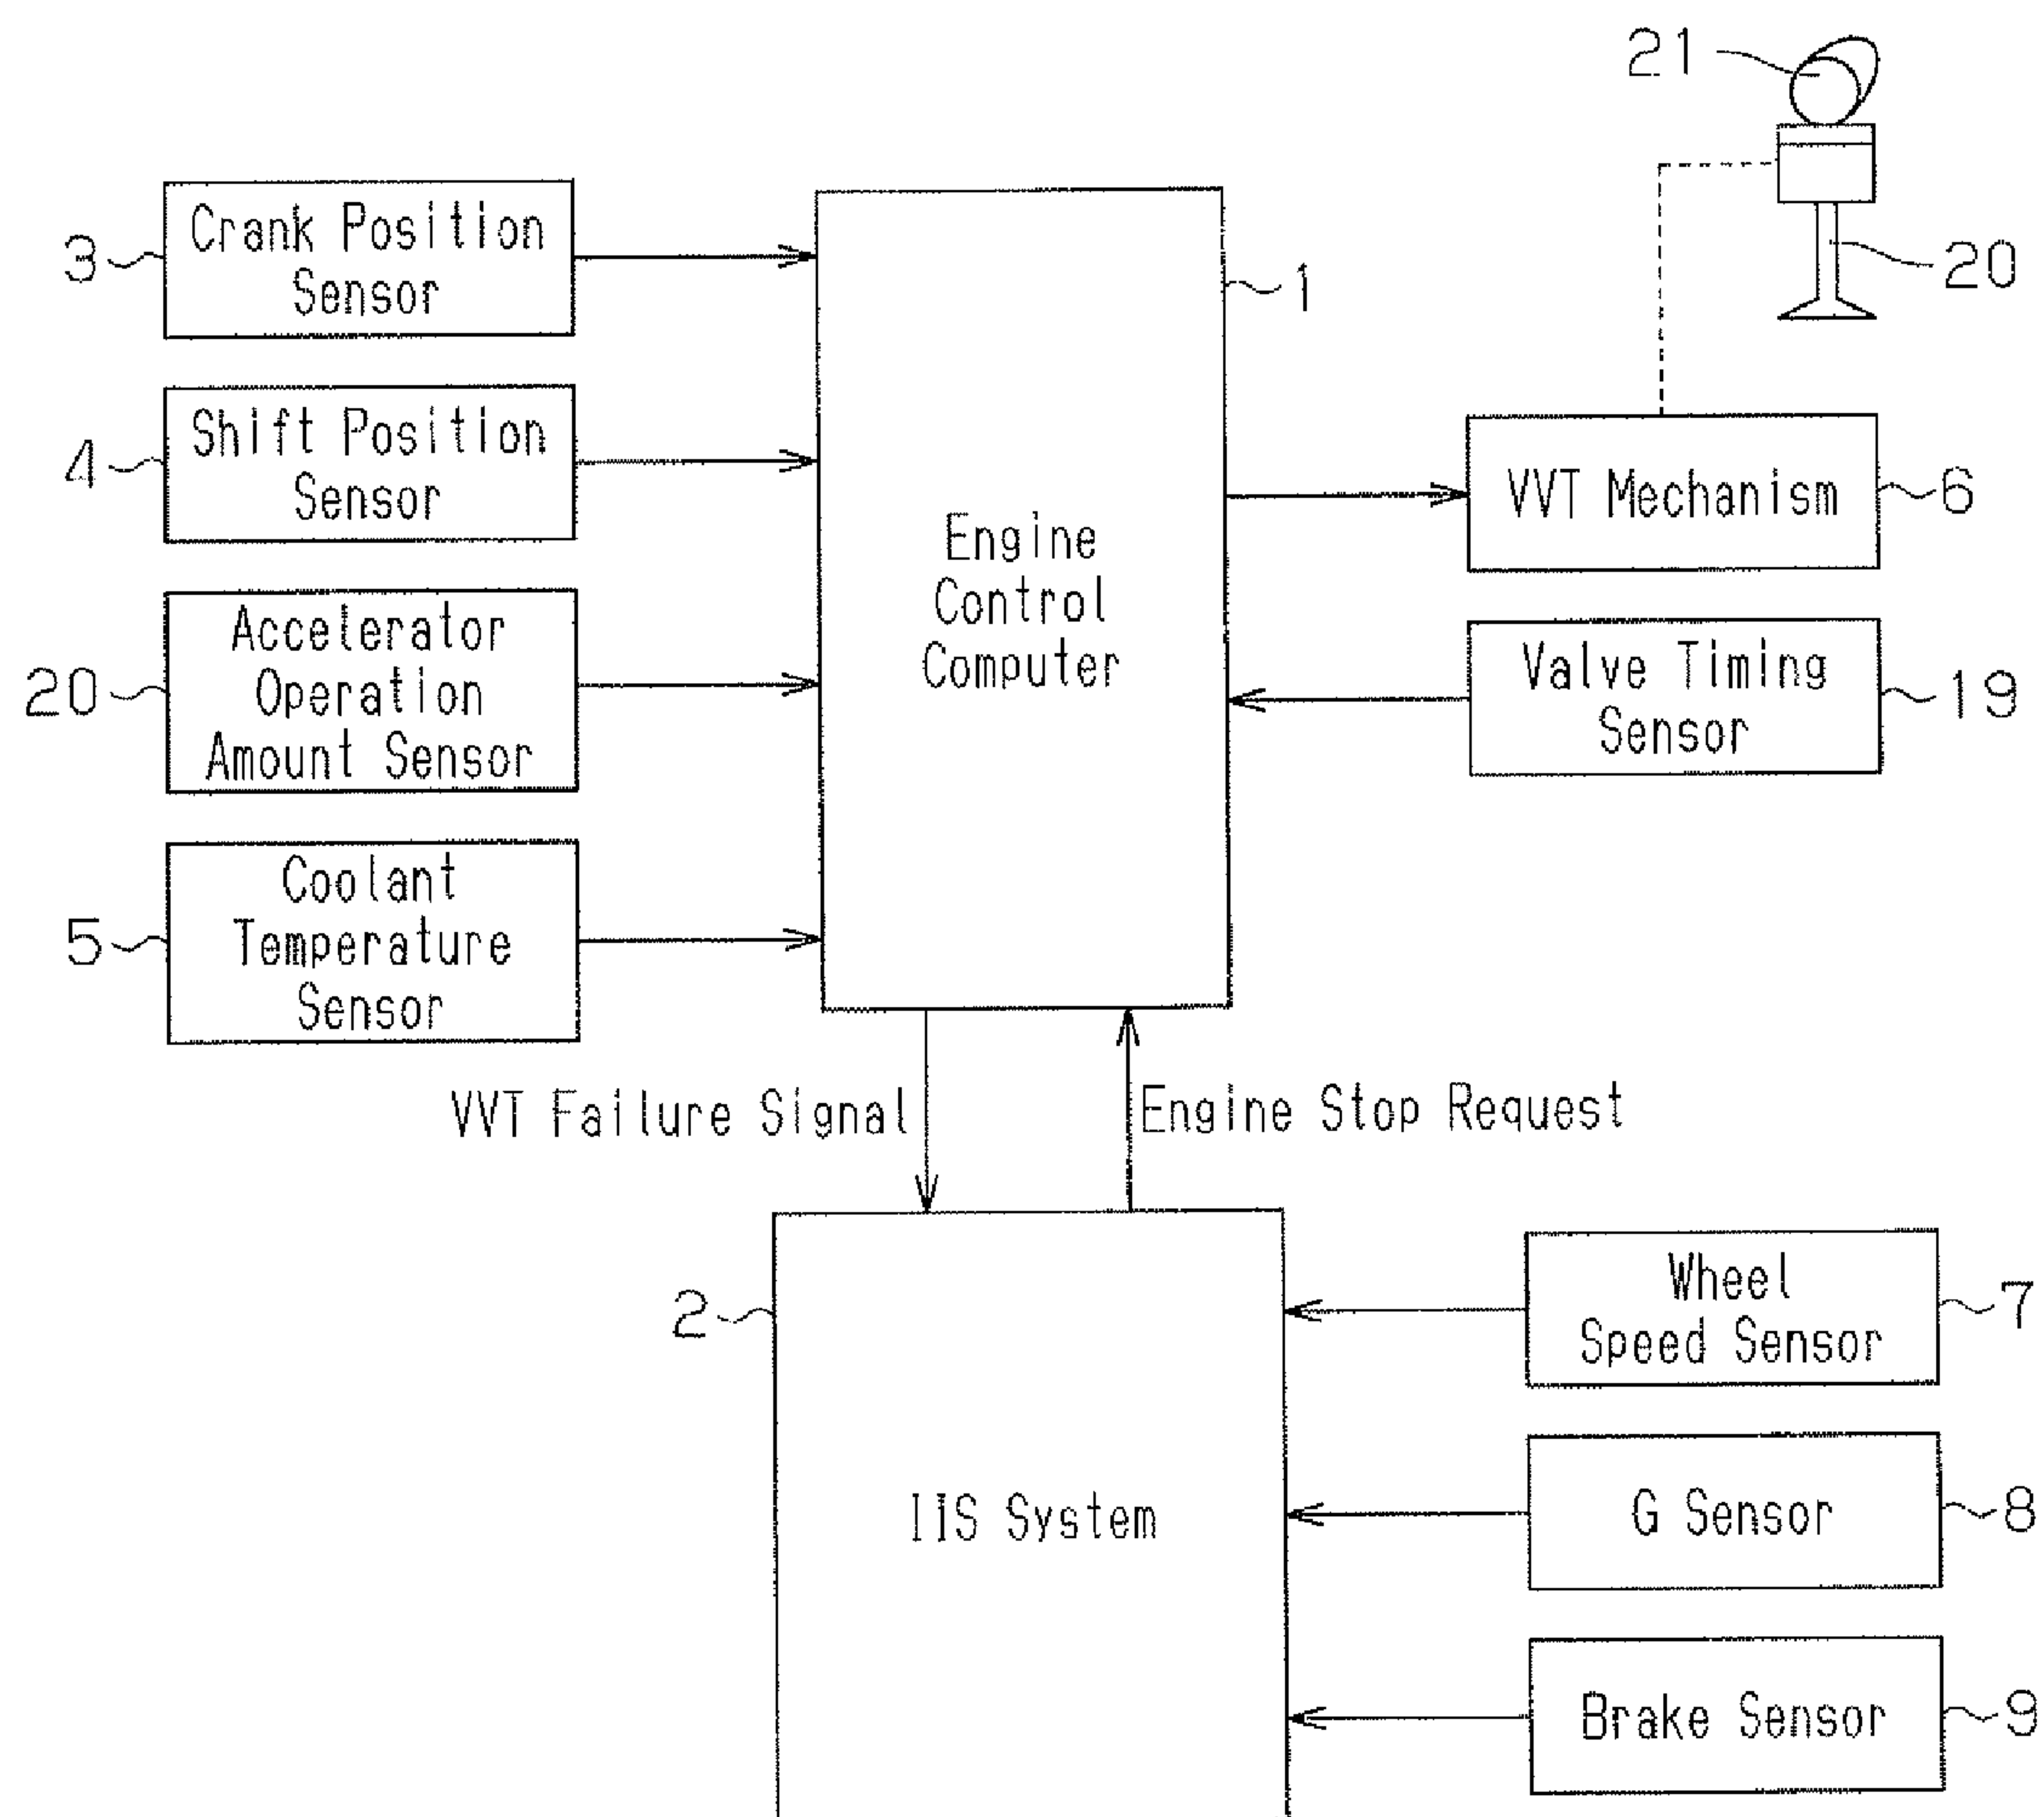 21
Crank Position
Sensor
3
1
20
Shift Position
Sensor
4
VVT Mechanism
6
Engine
Control
Computer
Accelerator
Operation
Amount Sensor
20
Valve Timing
Sensor
19
Coolant
Temperature
Sensor
5
VVT Failure Signal
Engine Stop Request
2
Wheel
Speed Sensor
7
IIS System
G Sensor
8
Brake Sensor
9